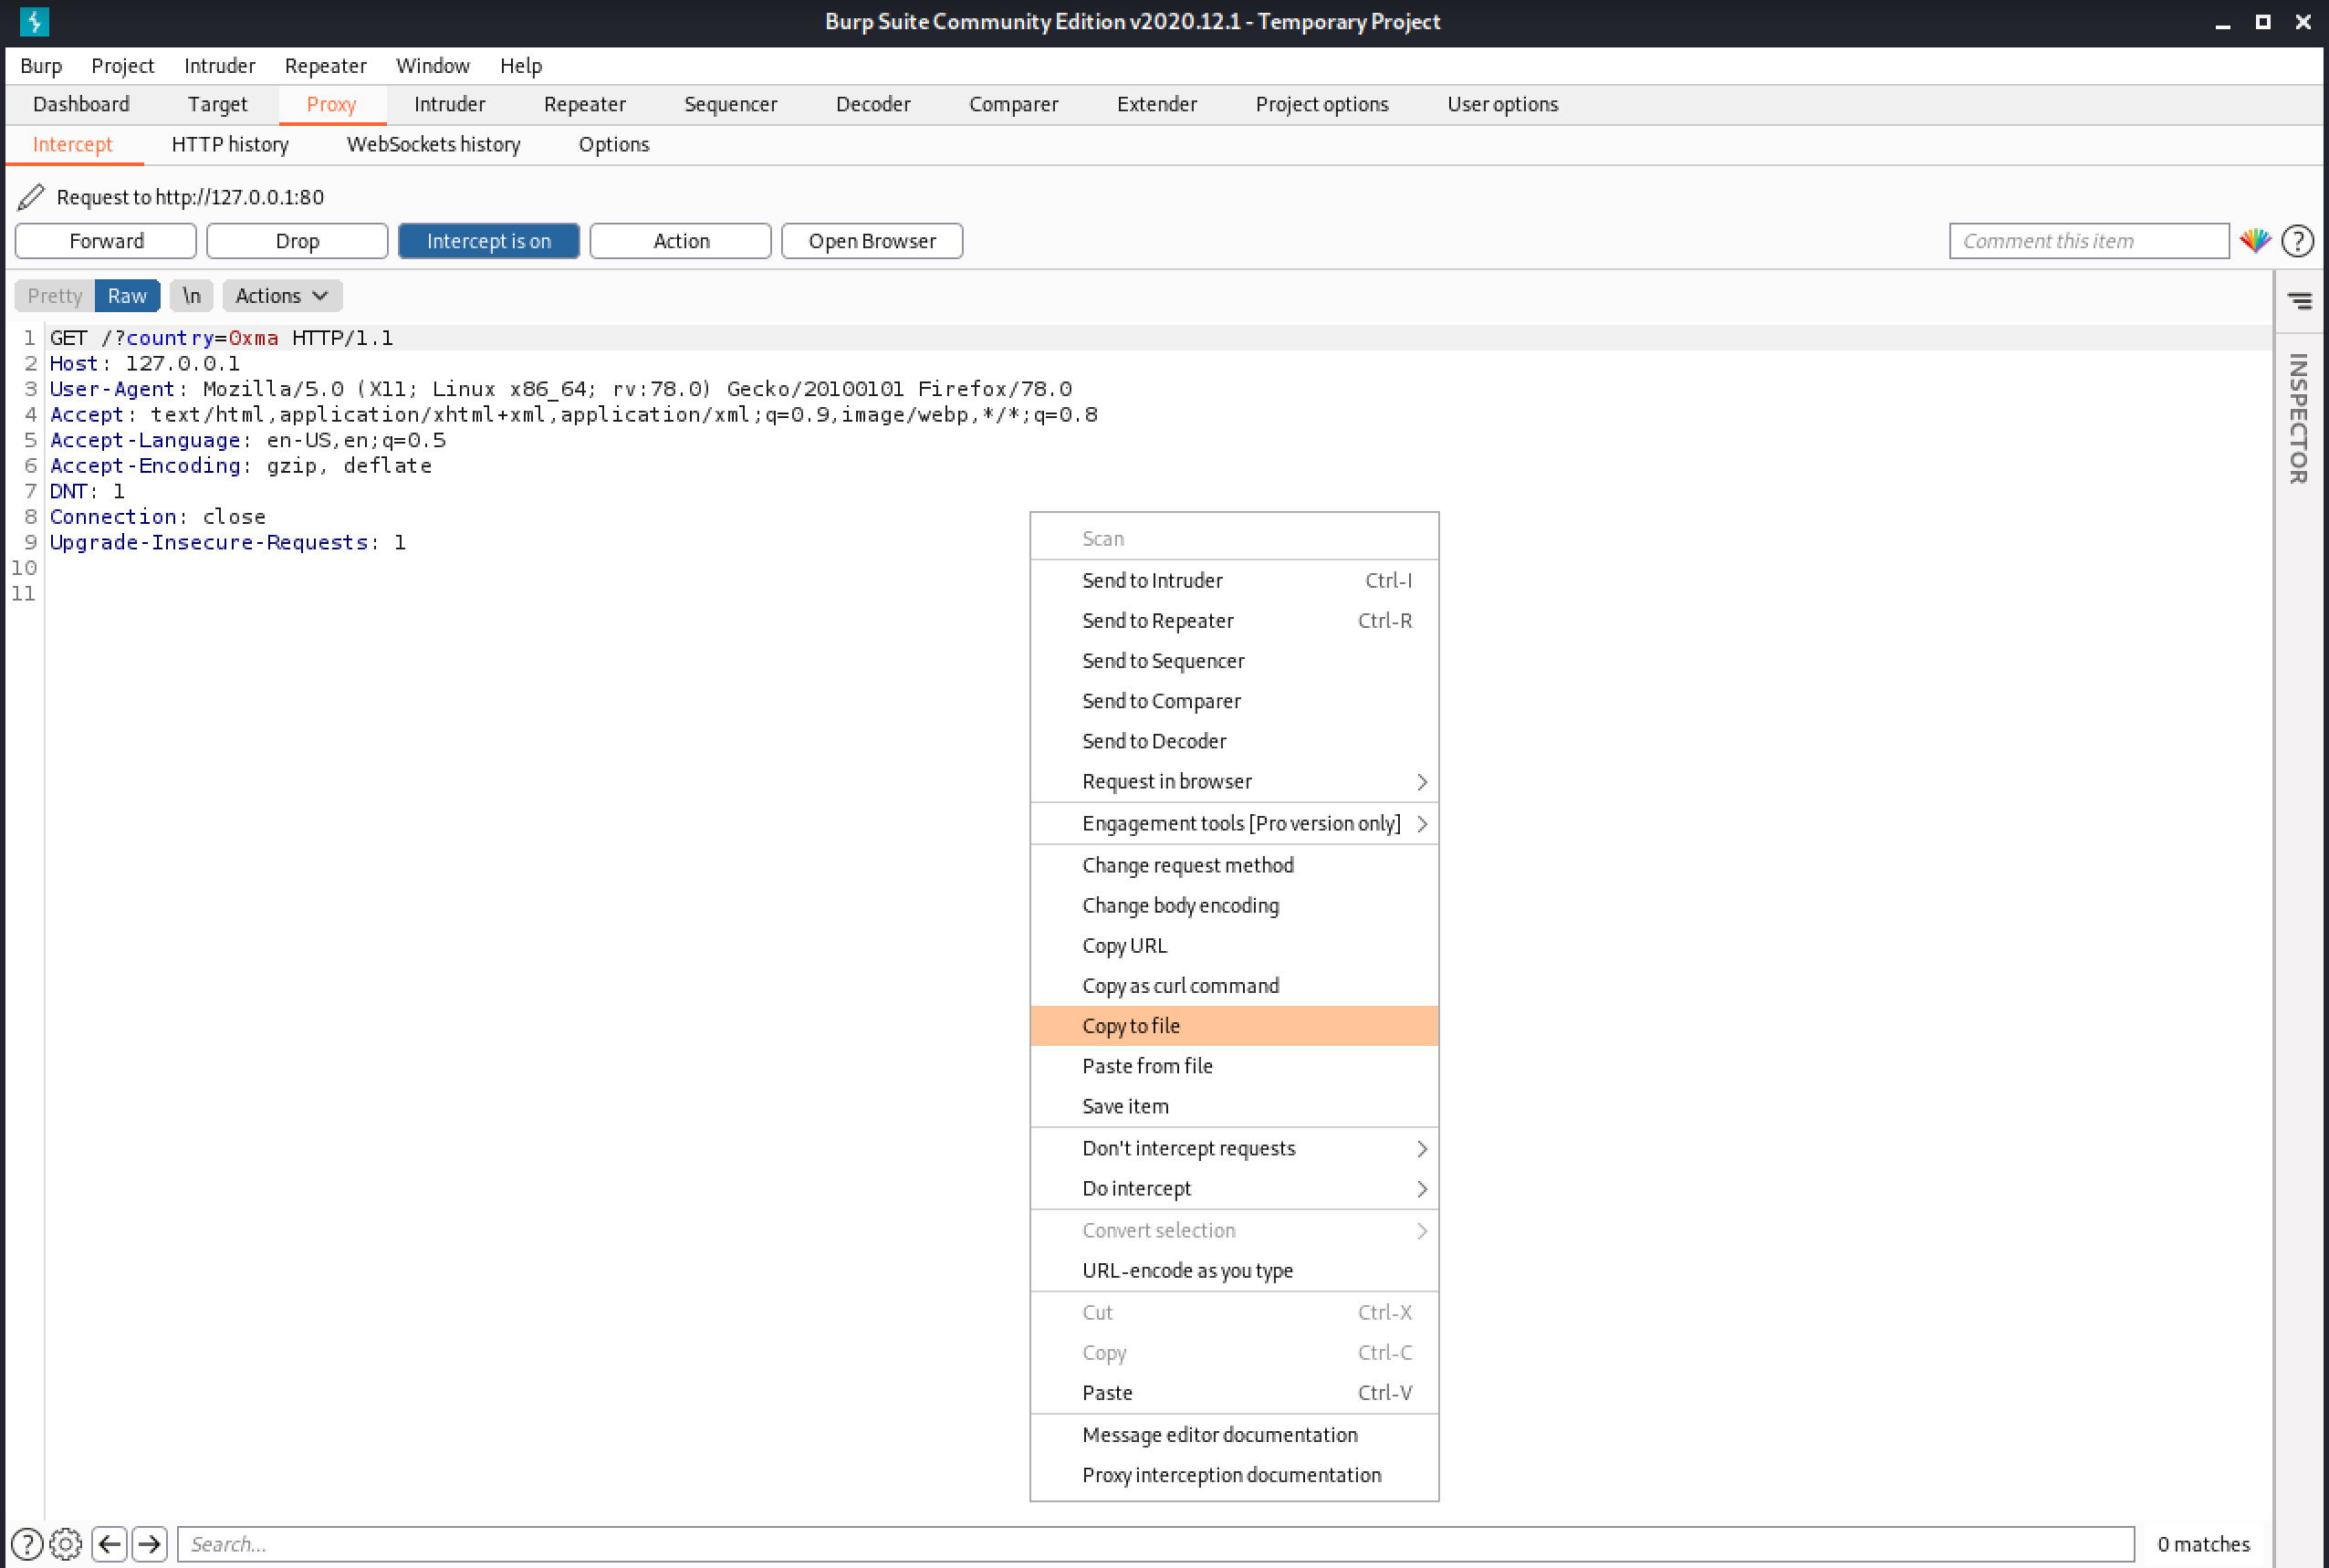 Burp Suite Community Edition v2020.12.1 - Temporary Project
Burp Project Intruder Repeater Window Help
Dashboard Target Proxy Intruder Repeater Sequencer Decoder Comparer Extender Project options User options
Intercept HTTP history WebSockets history Options
Request to http://127.0.0.1:80
Forward Drop Intercept is on Action Open Browser Comment this item ?
Pretty Raw \n Actions
INSPECTOR
1 GET /?country=0xma HTTP/1.1
2 Host: 127.0.0.1
3 User-Agent: Mozilla/5.0 (X11; Linux x86_64; rv:78.0) Gecko/20100101 Firefox/78.0
4 Accept: text/html,application/xhtml+xml,application/xml;q=0.9,image/webp,*/*;q=0.8
5 Accept-Language: en-US,en;q=0.5
6 Accept-Encoding: gzip, deflate
7 DNT: 1
8 Connection: close
9 Upgrade-Insecure-Requests: 1
10
11
Scan
Send to Intruder Ctrl-I
Send to Repeater Ctrl-R
Send to Sequencer
Send to Comparer
Send to Decoder
Request in browser
Engagement tools [Pro version only]
Change request method
Change body encoding
Copy URL
Copy as curl command
Copy to file
Paste from file
Save item
Don't intercept requests
Do intercept
Convert selection
URL-encode as you type
Cut Ctrl-X
Copy Ctrl-C
Paste Ctrl-V
Message editor documentation
Proxy interception documentation
? Search... 0 matches